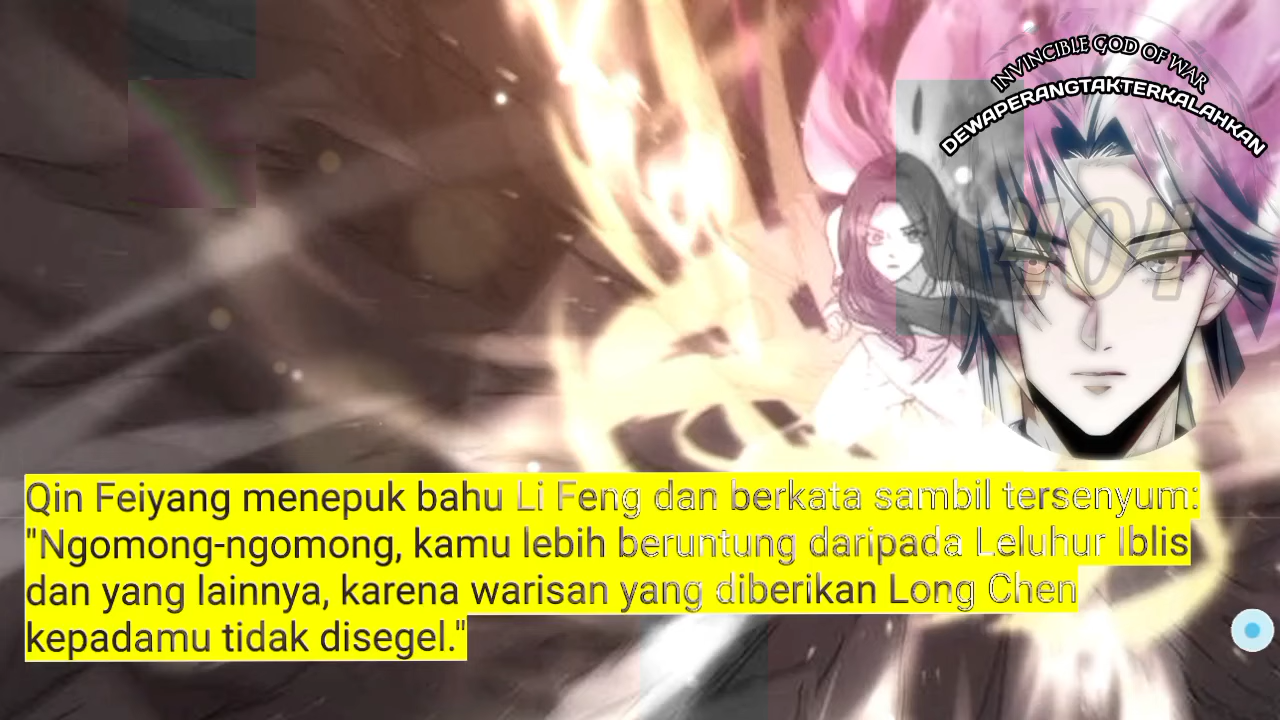 INVINCIBLE GOD OF WAR
DEWAPERANGTAKTERKALAHKAN
404
Qin Feiyang menepuk bahu Li Feng dan berkata sambil tersenyum:
"Ngomong-ngomong, kamu lebih beruntung daripada Leluhur Iblis
dan yang lainnya, karena warisan yang diberikan Long Chen
kepadamu tidak disegel."